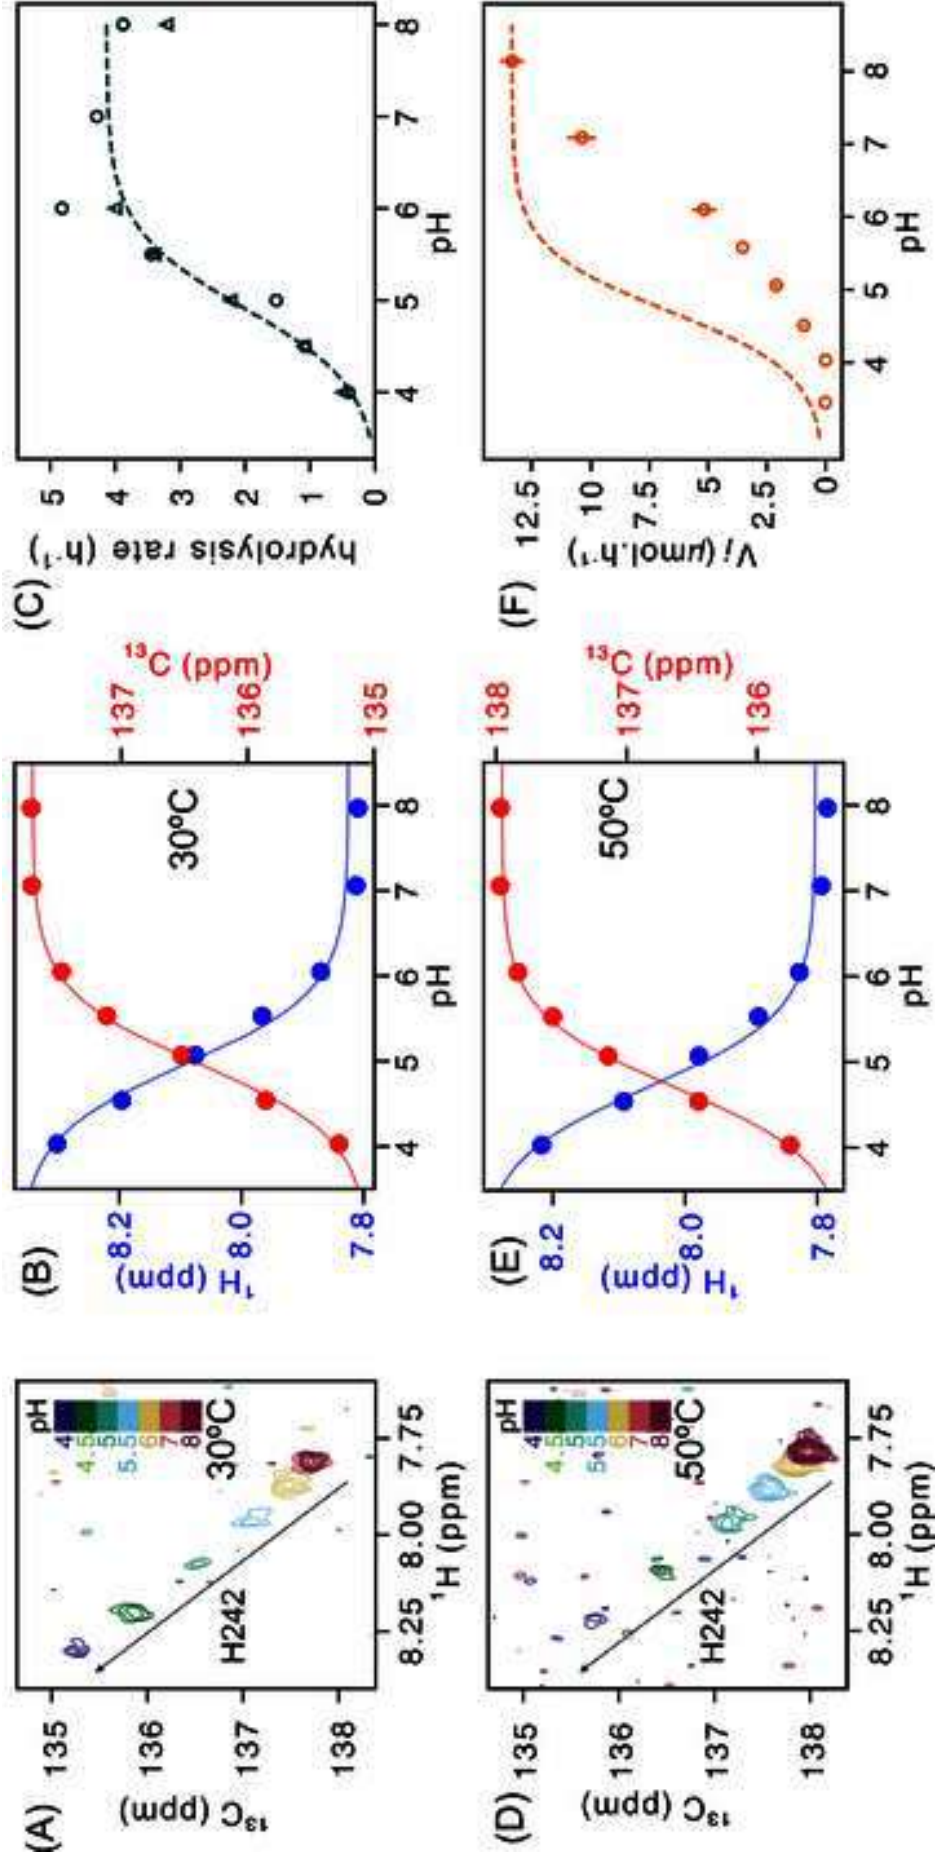 (A)
135
136
137
138
¹³C (ppm)
8.25
8.00
7.75
¹H (ppm)
H242
30ºC
pH
4
4.5
5
5.5
6
7
8
(B)
8.2
8.0
7.8
¹H (ppm)
137
136
135
¹³C (ppm)
30ºC
4
5
6
7
8
pH
(C)
5
4
3
2
1
0
hydrolysis rate (h⁻¹)
4
5
6
7
8
pH
(D)
135
136
137
138
¹³C (ppm)
8.25
8.00
7.75
¹H (ppm)
H242
50ºC
pH
4
4.5
5
5.5
6
7
8
(E)
8.2
8.0
7.8
¹H (ppm)
138
137
136
¹³C (ppm)
50ºC
4
5
6
7
8
pH
(F)
12.5
10
7.5
5
2.5
0
Vᵢ (µmol.h⁻¹)
4
5
6
7
8
pH